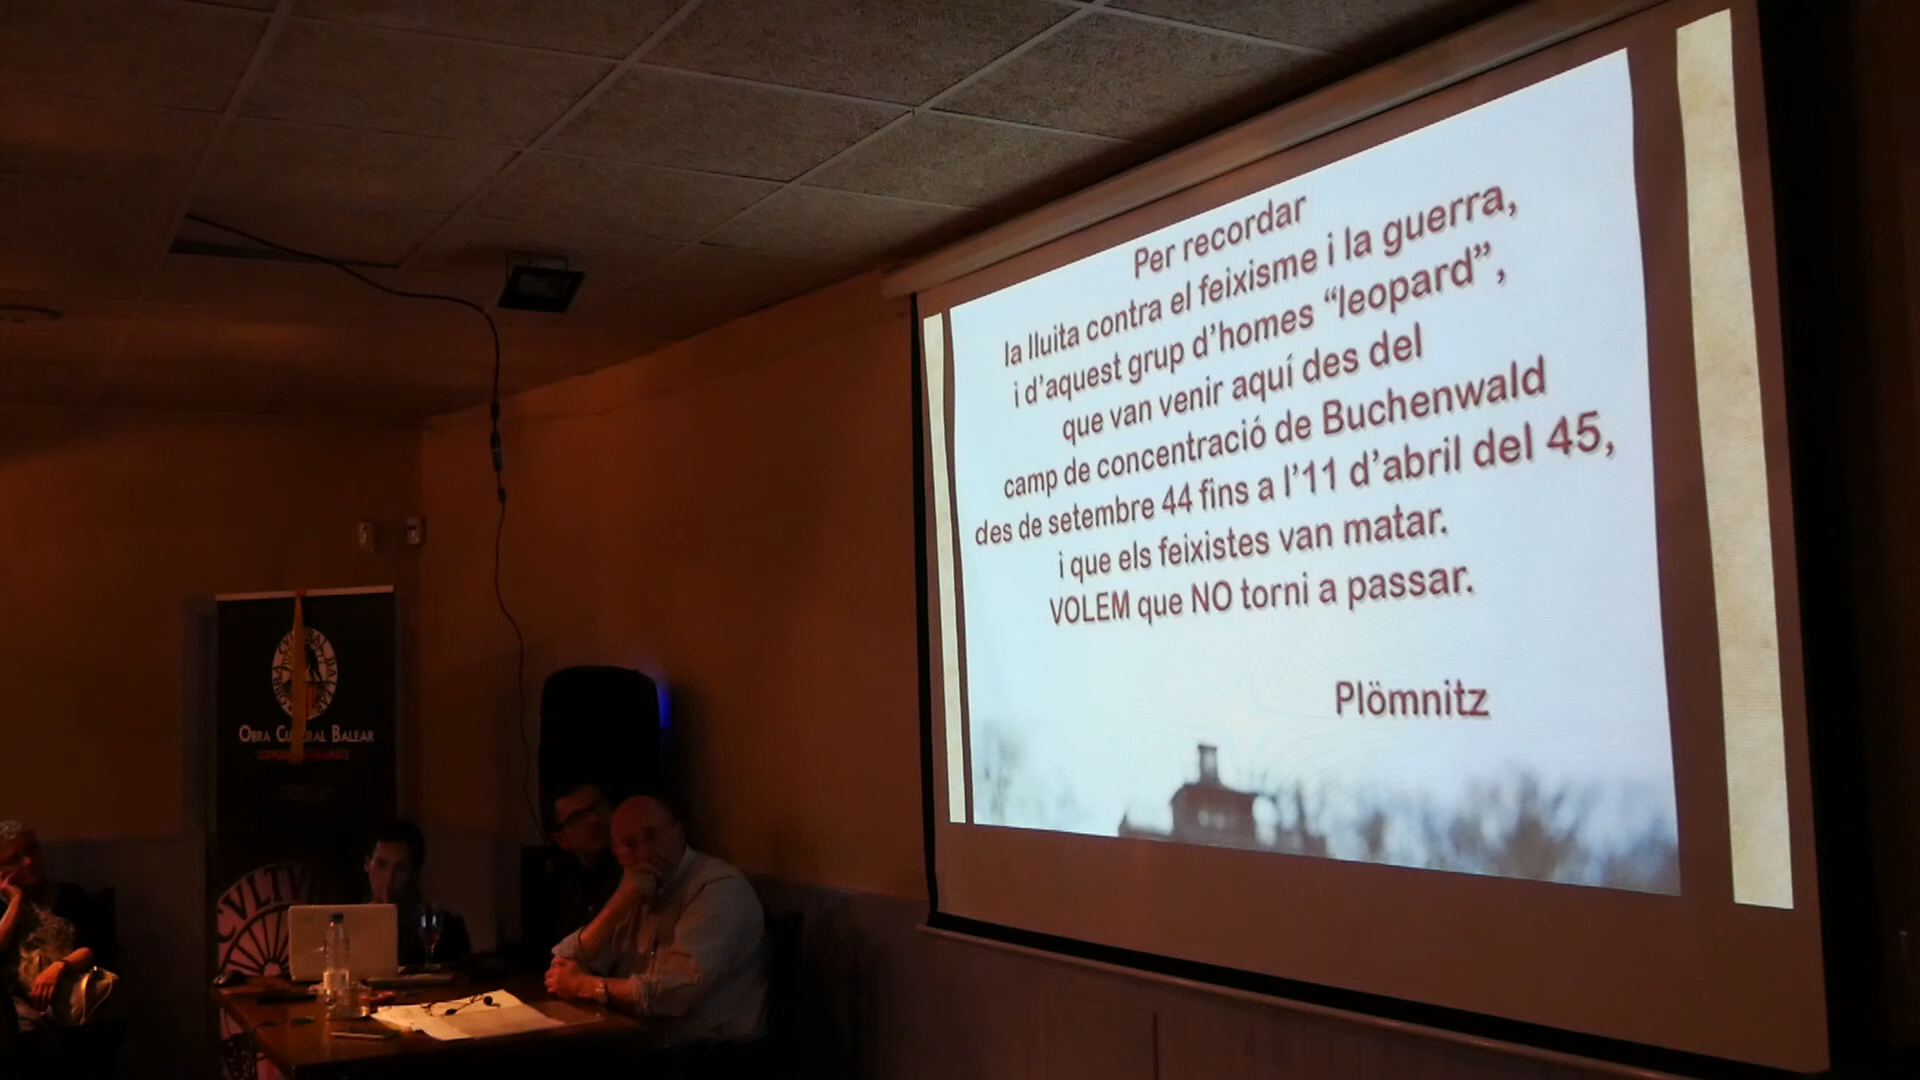 Per recordar
la lluita contra el feixisme i la guerra,
i d’aquest grup d’homes “leopard”,
que van venir aquí des del
camp de concentració de Buchenwald
des de setembre 44 fins a l’11 d’abril del 45,
i que els feixistes van matar.
VOLEM que NO torni a passar.
Plömnitz
OBRA CULTURAL BALEAR